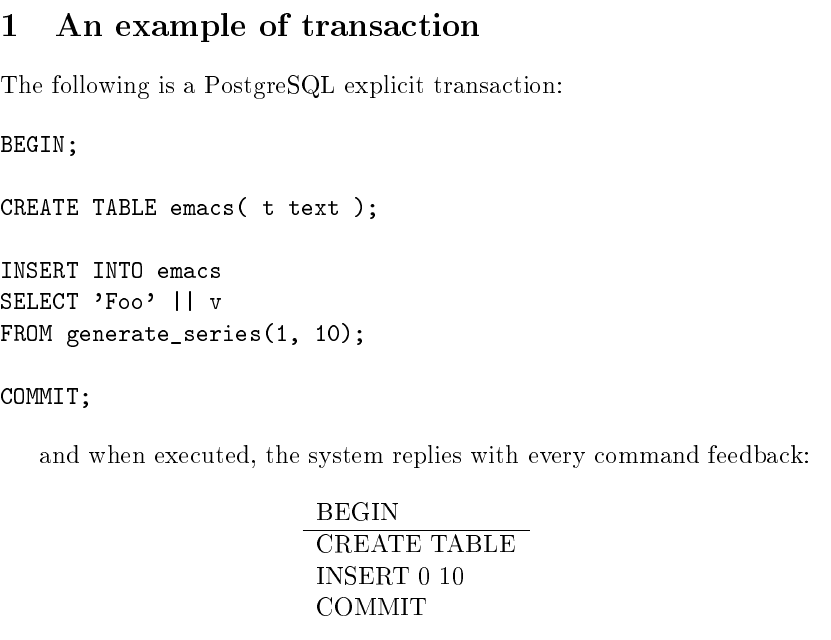 1 An example of transaction
The following is a PostgreSQL explicit transaction:
BEGIN;
CREATE TABLE emacs( t text );
INSERT INTO emacs
SELECT ’Foo’ || v
FROM generate_series(1, 10);
COMMIT;
and when executed, the system replies with every command feedback:
BEGIN
CREATE TABLE
INSERT 0 10
COMMIT